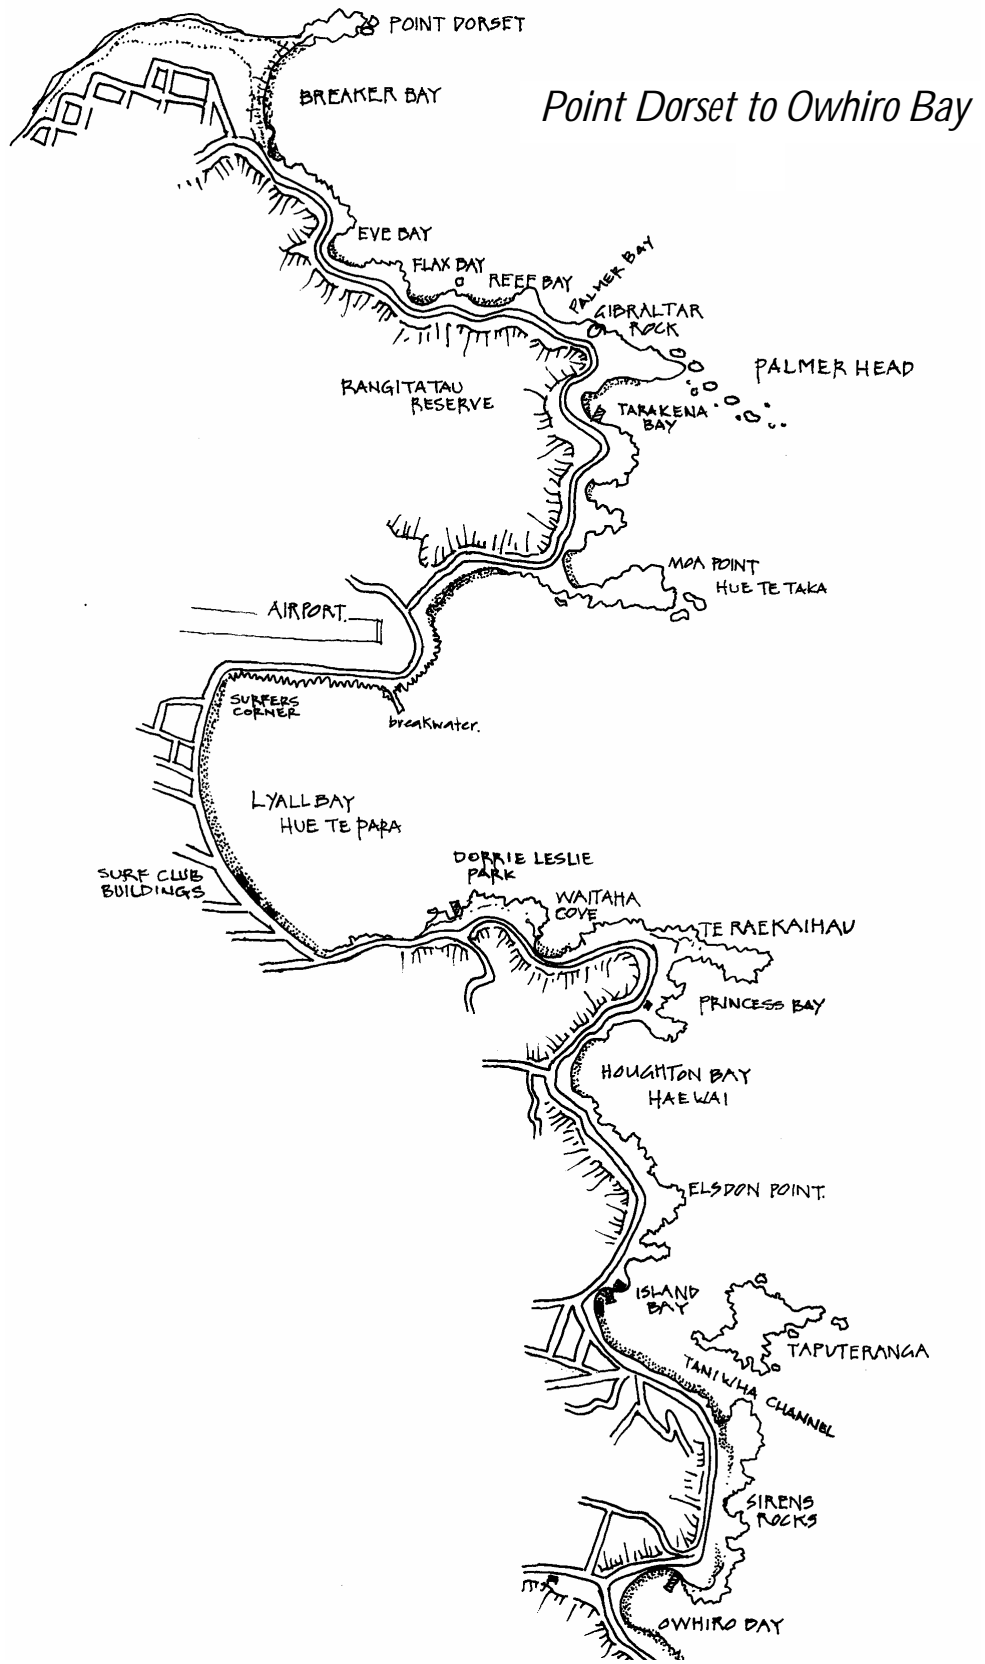 POINT DORSET
BREAKER BAY
Point Dorset to Owhiro Bay
EVE BAY
FLAX BAY
REEF BAY
PALMER BAY
GIBRALTAR
ROCK
PALMER HEAD
RANGITATAU
RESERVE
TARAKENA
BAY
MOA POINT
HUE TE TAKA
AIRPORT.
SURFERS
CORNER
breakwater.
LYALL BAY
HUE TE PARA
SURF CLUB
BUILDINGS
DORRIE LESLIE
PARK
WAITAHA
COVE
TE RAEKAIHAU
PRINCESS BAY
HOUGHTON BAY
HAEWAI
ELSDON POINT.
ISLAND
BAY
TAPUTERANGA
TANIWHA CHANNEL
SIRENS
ROCKS
OWHIRO BAY